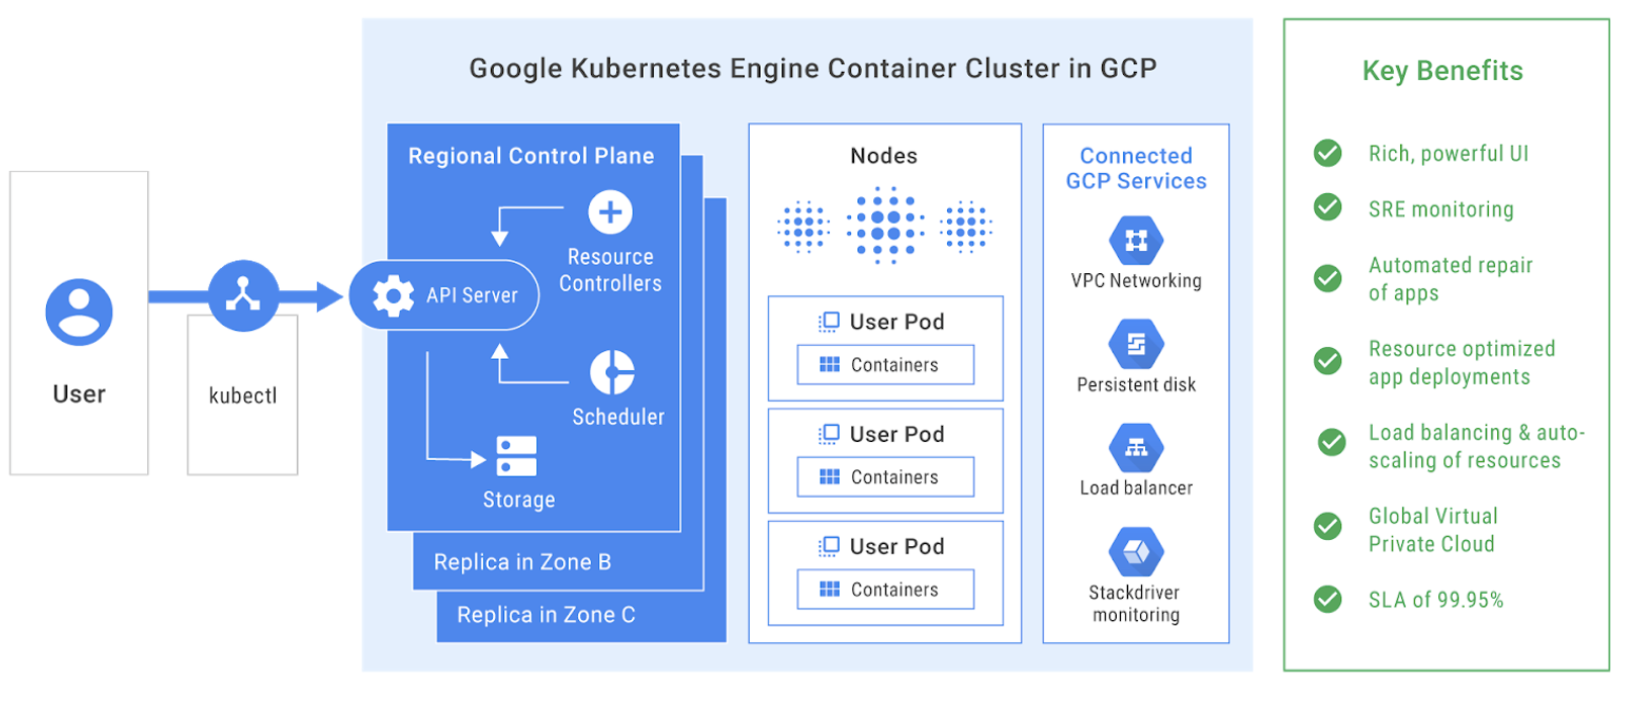 Google Kubernetes Engine Container Cluster in GCP
User
kubectl
Regional Control Plane
Resource
Controllers
API Server
Scheduler
Storage
Replica in Zone B
Replica in Zone C
Nodes
User Pod
Containers
User Pod
Containers
User Pod
Containers
Connected
GCP Services
VPC Networking
Persistent disk
Load balancer
Stackdriver
monitoring
Key Benefits
Rich, powerful UI
SRE monitoring
Automated repair
of apps
Resource optimized
app deployments
Load balancing & auto-
scaling of resources
Global Virtual
Private Cloud
SLA of 99.95%